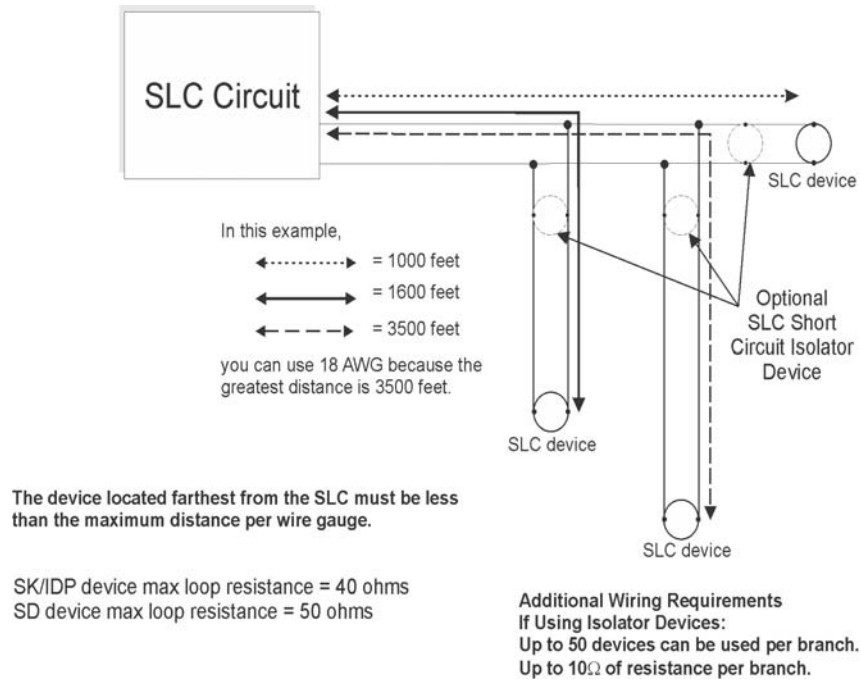 SLC Circuit
SLC device
In this example,
= 1000 feet
= 1600 feet
= 3500 feet
you can use 18 AWG because the
greatest distance is 3500 feet.
Optional
SLC Short
Circuit Isolator
Device
SLC device
SLC device
The device located farthest from the SLC must be less
than the maximum distance per wire gauge.
SK/IDP device max loop resistance = 40 ohms
SD device max loop resistance = 50 ohms
Additional Wiring Requirements
If Using Isolator Devices:
Up to 50 devices can be used per branch.
Up to 10Ω of resistance per branch.